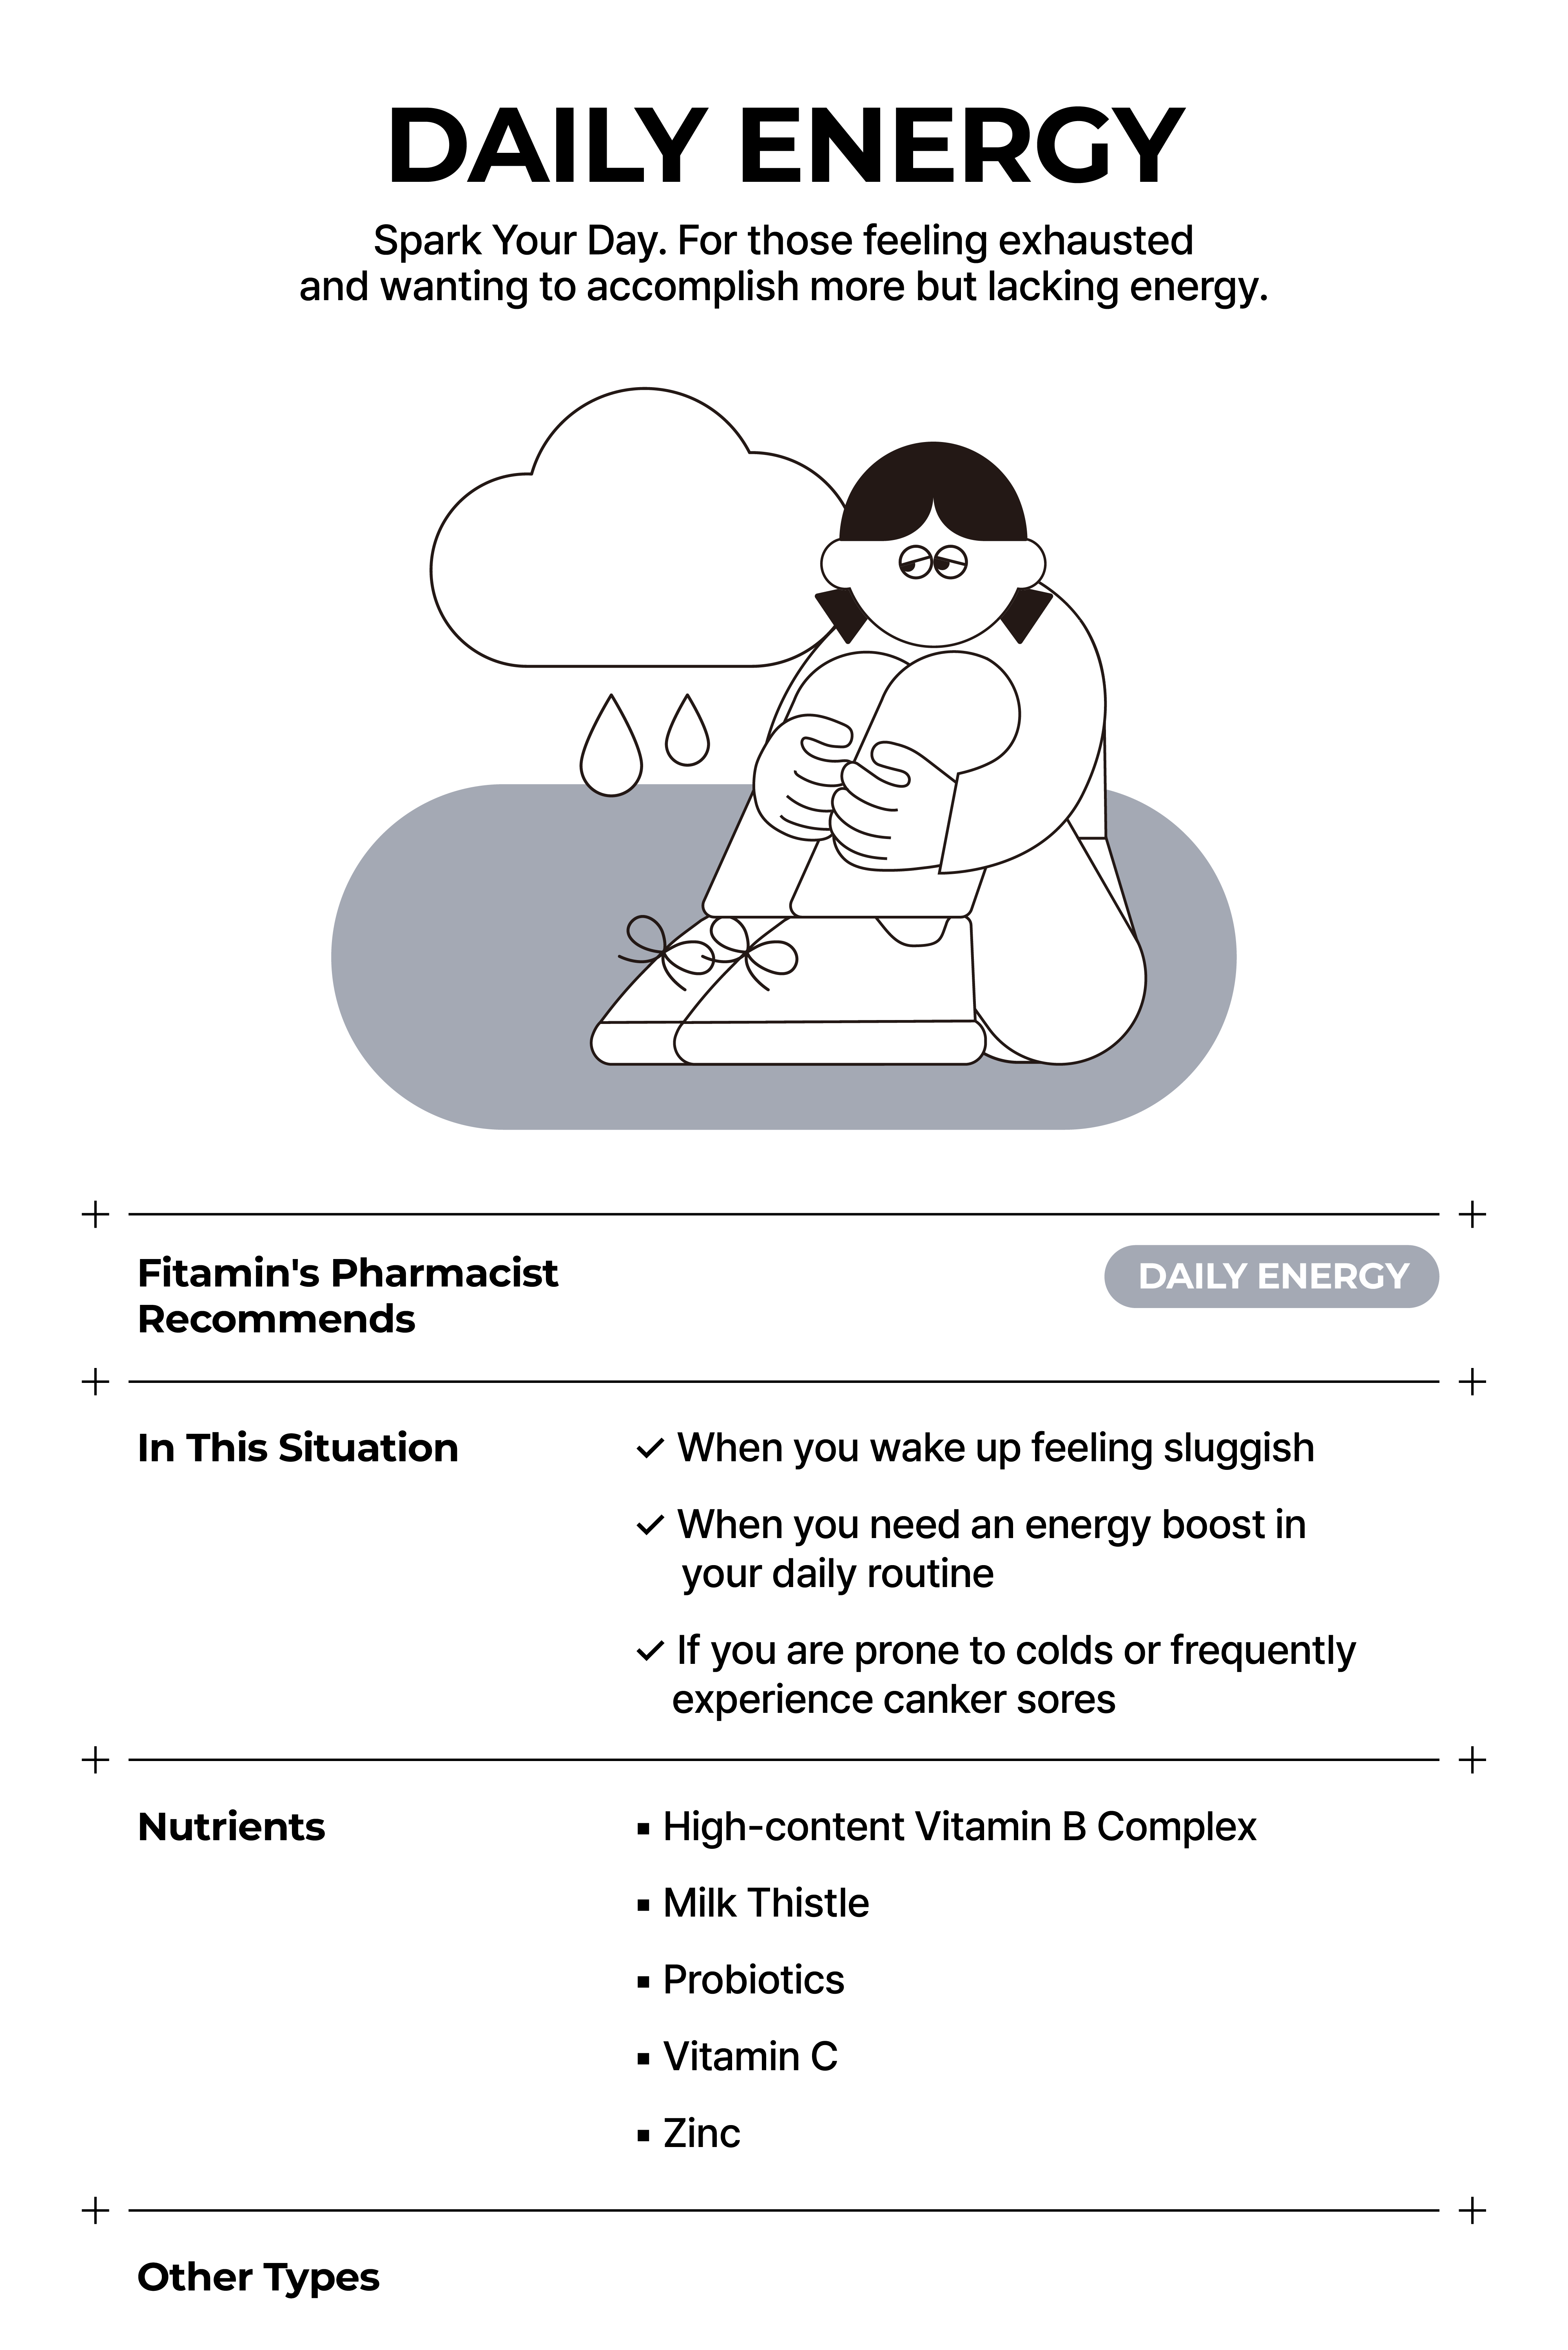 DAILY ENERGY
Spark Your Day. For those feeling exhausted
and wanting to accomplish more but lacking energy.
Fitamin's Pharmacist
Recommends
DAILY ENERGY
In This Situation
✓ When you wake up feeling sluggish
✓ When you need an energy boost in
your daily routine
✓ If you are prone to colds or frequently
experience canker sores
Nutrients
▪ High-content Vitamin B Complex
▪ Milk Thistle
▪ Probiotics
▪ Vitamin C
▪ Zinc
Other Types